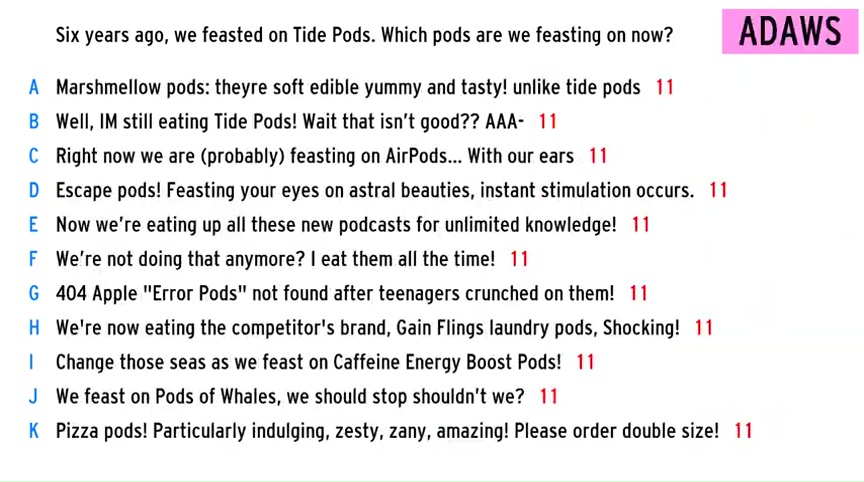 Six years ago, we feasted on Tide Pods. Which pods are we feasting on now?
ADAWS
A Marshmellow pods: theyre soft edible yummy and tasty! unlike tide pods 11
B Well, IM still eating Tide Pods! Wait that isn't good?? AAA- 11
C Right now we are (probably) feasting on AirPods... With our ears 11
D Escape pods! Feasting your eyes on astral beauties, instant stimulation occurs. 11
E Now we're eating up all these new podcasts for unlimited knowledge! 11
F We're not doing that anymore? I eat them all the time! 11
G 404 Apple "Error Pods" not found after teenagers crunched on them! 11
H We're now eating the competitor's brand, Gain Flings laundry pods, Shocking! 11
I Change those seas as we feast on Caffeine Energy Boost Pods! 11
J We feast on Pods of Whales, we should stop shouldn't we? 11
K Pizza pods! Particularly indulging, zesty, zany, amazing! Please order double size! 11